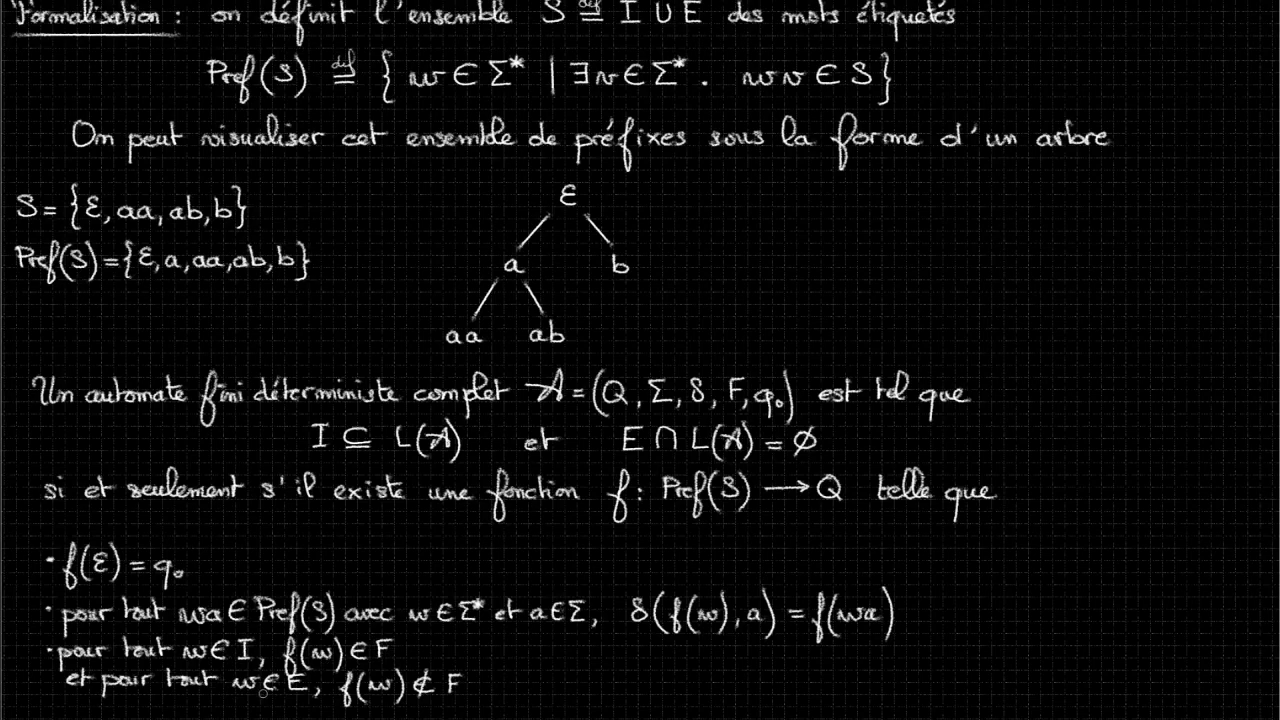 Formalisation : on définit l'ensemble S ≝ I ∪ E des mots étiquetés
Pref(S) ≝ { w ∈ Σ* | ∃v ∈ Σ* . wv ∈ S }
On peut visualiser cet ensemble de préfixes sous la forme d'un arbre
S = {ε, aa, ab, b}
Pref(S) = {ε, a, aa, ab, b}
ε
a b
aa ab
Un automate fini déterministe complet A = (Q, Σ, δ, F, q₀) est tel que
I ⊆ L(A) et E ∩ L(A) = ∅
si et seulement s'il existe une fonction f : Pref(S) → Q telle que
· f(ε) = q₀
· pour tout wa ∈ Pref(S) avec w ∈ Σ* et a ∈ Σ, δ(f(w), a) = f(wa)
· pour tout w ∈ I, f(w) ∈ F
et pour tout w ∈ E, f(w) ∉ F